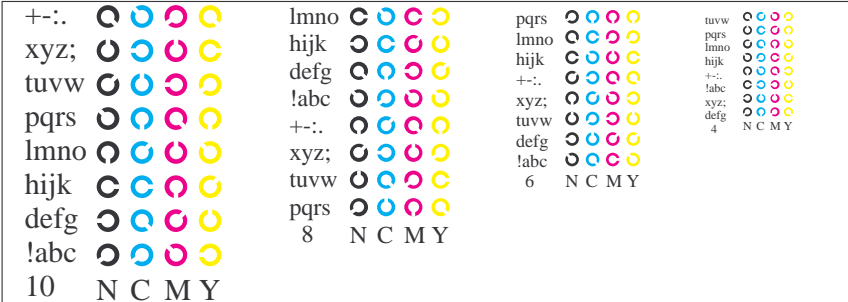 +-:.
xyz;
tuvw
pqrs
lmno
hijk
defg
!abc
10 N C M Y
lmno
hijk
defg
!abc
+-:.
xyz;
tuvw
pqrs
8 N C M Y
pqrs
lmno
hijk
+-:.
xyz;
tuvw
defg
!abc
6 N C M Y
tuvw
pqrs
lmno
hijk
+-:.
!abc
xyz;
defg
4 N C M Y